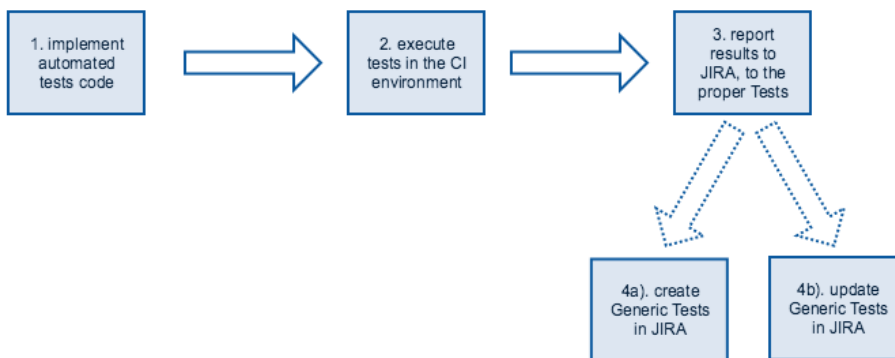 1. implement
automated
tests code
2. execute
tests in the CI
environment
3. report
results to
JIRA, to the
proper Tests
4a). create
Generic Tests
in JIRA
4b). update
Generic Tests
in JIRA